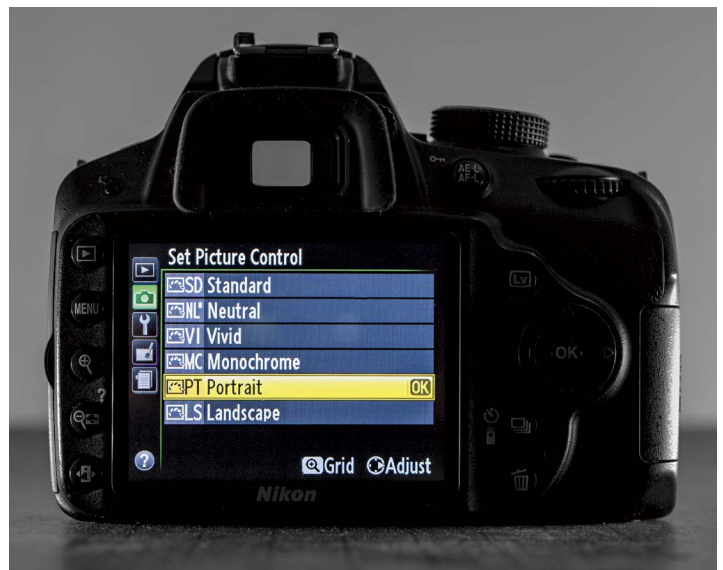 AE-L
AF-L
Set Picture Control
SD Standard
NL* Neutral
VI Vivid
MC Monochrome
PT Portrait OK
LS Landscape
? Grid Adjust
MENU
?
Lv
OK
Nikon